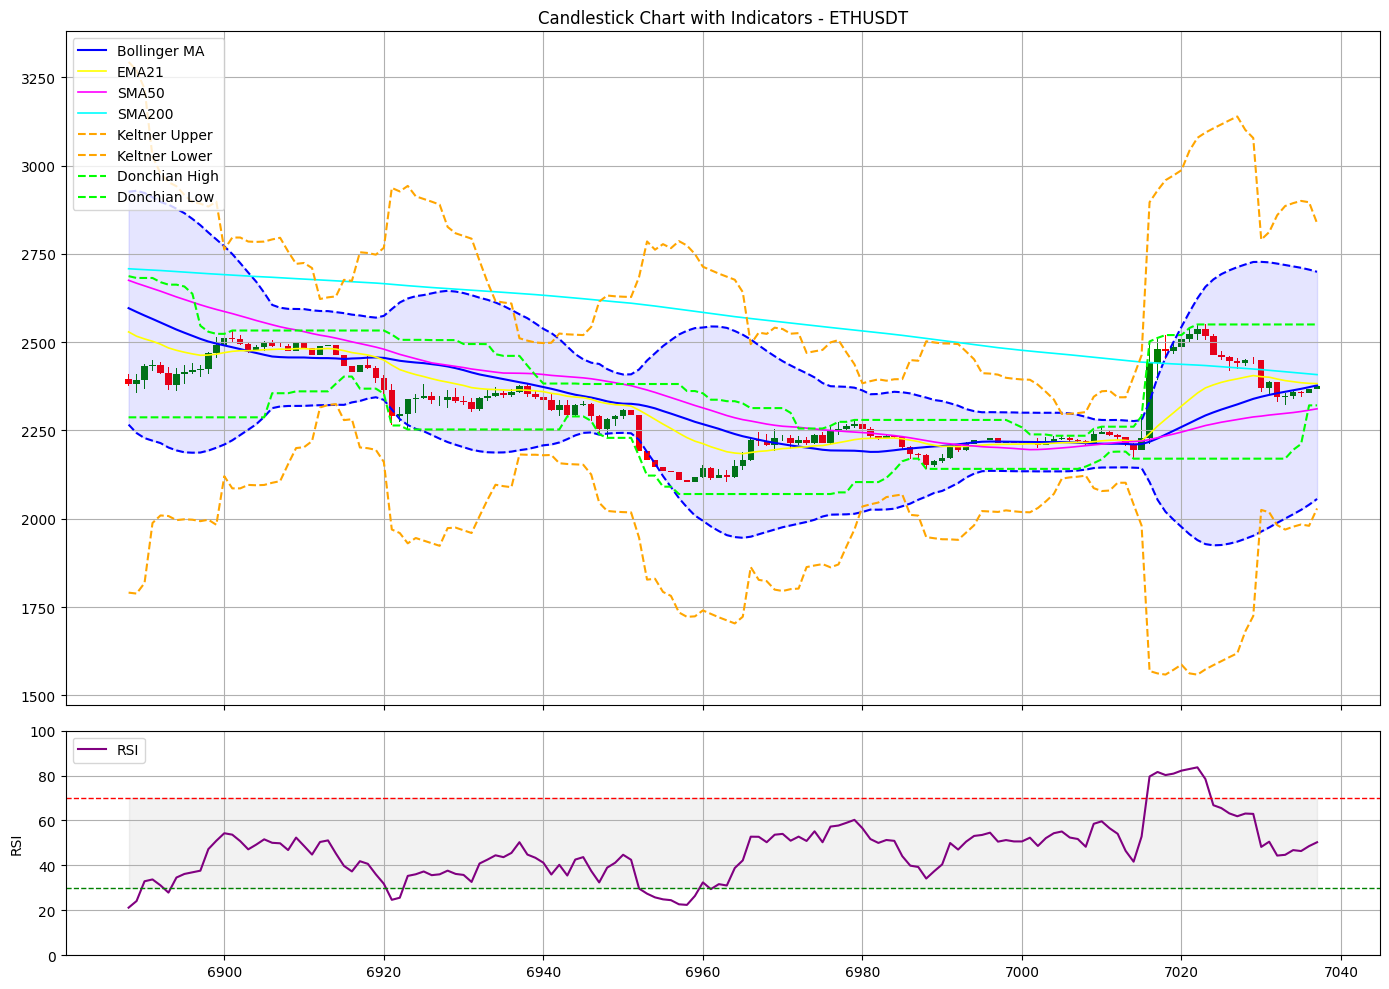 Candlestick Chart with Indicators - ETHUSDT
Bollinger MA
EMA21
SMA50
SMA200
Keltner Upper
Keltner Lower
Donchian High
Donchian Low
3250
3000
2750
2500
2250
2000
1750
1500
RSI
100
80
60
40
20
0
RSI
6900
6920
6940
6960
6980
7000
7020
7040